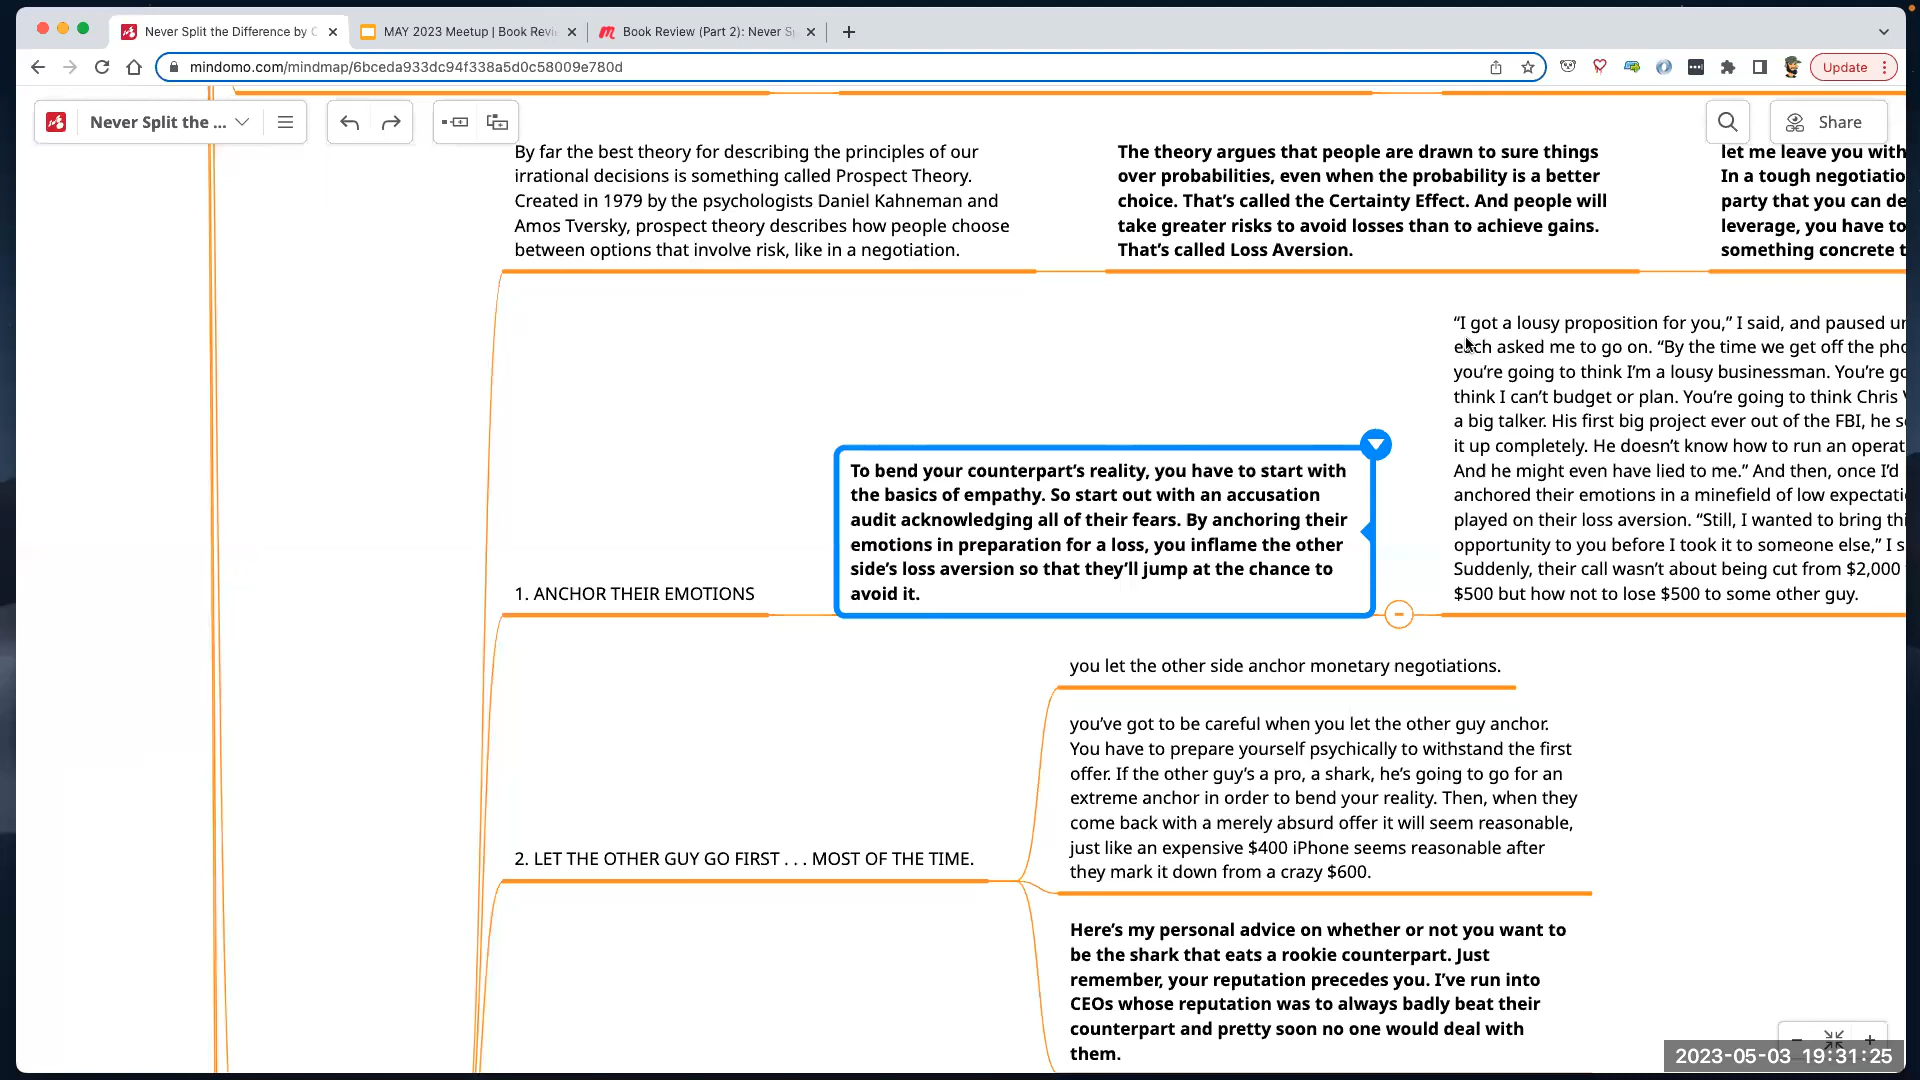 Never Split the Difference by C
MAY 2023 Meetup | Book Revi
Book Review (Part 2): Never S
mindomo.com/mindmap/6bceda933dc94f338a5d0c58009e780d
Update
Never Split the ...
Share
By far the best theory for describing the principles of our
irrational decisions is something called Prospect Theory.
Created in 1979 by the psychologists Daniel Kahneman and
Amos Tversky, prospect theory describes how people choose
between options that involve risk, like in a negotiation.
The theory argues that people are drawn to sure things
over probabilities, even when the probability is a better
choice. That’s called the Certainty Effect. And people will
take greater risks to avoid losses than to achieve gains.
That’s called Loss Aversion.
let me leave you with
In a tough negotiatio
party that you can de
leverage, you have to
something concrete t
“I got a lousy proposition for you,” I said, and paused un
each asked me to go on. “By the time we get off the pho
you’re going to think I’m a lousy businessman. You’re go
think I can’t budget or plan. You’re going to think Chris V
a big talker. His first big project ever out of the FBI, he s
it up completely. He doesn’t know how to run an operat
And he might even have lied to me.” And then, once I’d
anchored their emotions in a minefield of low expectati
played on their loss aversion. “Still, I wanted to bring thi
opportunity to you before I took it to someone else,” I s
Suddenly, their call wasn’t about being cut from $2,000
$500 but how not to lose $500 to some other guy.
To bend your counterpart’s reality, you have to start with
the basics of empathy. So start out with an accusation
audit acknowledging all of their fears. By anchoring their
emotions in preparation for a loss, you inflame the other
side’s loss aversion so that they’ll jump at the chance to
avoid it.
1. ANCHOR THEIR EMOTIONS
you let the other side anchor monetary negotiations.
you’ve got to be careful when you let the other guy anchor.
You have to prepare yourself psychically to withstand the first
offer. If the other guy’s a pro, a shark, he’s going to go for an
extreme anchor in order to bend your reality. Then, when they
come back with a merely absurd offer it will seem reasonable,
just like an expensive $400 iPhone seems reasonable after
they mark it down from a crazy $600.
2. LET THE OTHER GUY GO FIRST . . . MOST OF THE TIME.
Here’s my personal advice on whether or not you want to
be the shark that eats a rookie counterpart. Just
remember, your reputation precedes you. I’ve run into
CEOs whose reputation was to always badly beat their
counterpart and pretty soon no one would deal with
them.
2023-05-03 19:31:25